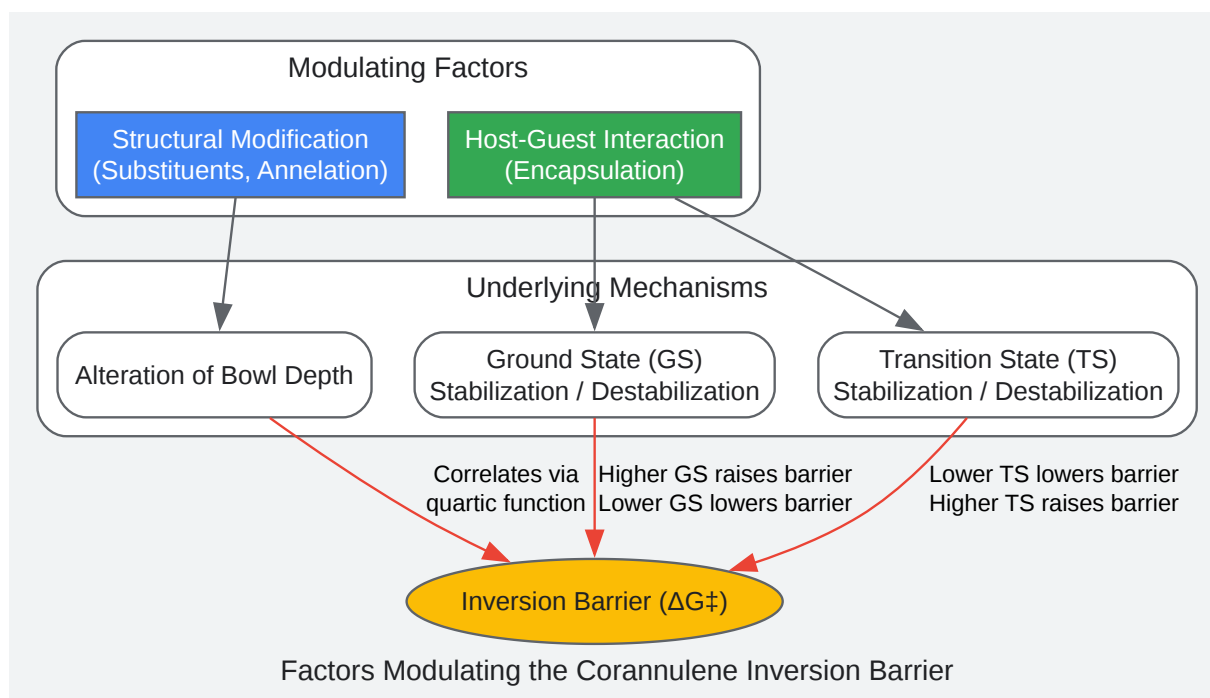 Modulating Factors
Structural Modification
(Substituents, Annelation)
Host-Guest Interaction
(Encapsulation)
Underlying Mechanisms
Alteration of Bowl Depth
Ground State (GS)
Stabilization / Destabilization
Transition State (TS)
Stabilization / Destabilization
Correlates via
quartic function
Higher GS raises barrier
Lower GS lowers barrier
Lower TS lowers barrier
Higher TS raises barrier
Inversion Barrier (ΔG‡)
Factors Modulating the Corannulene Inversion Barrier